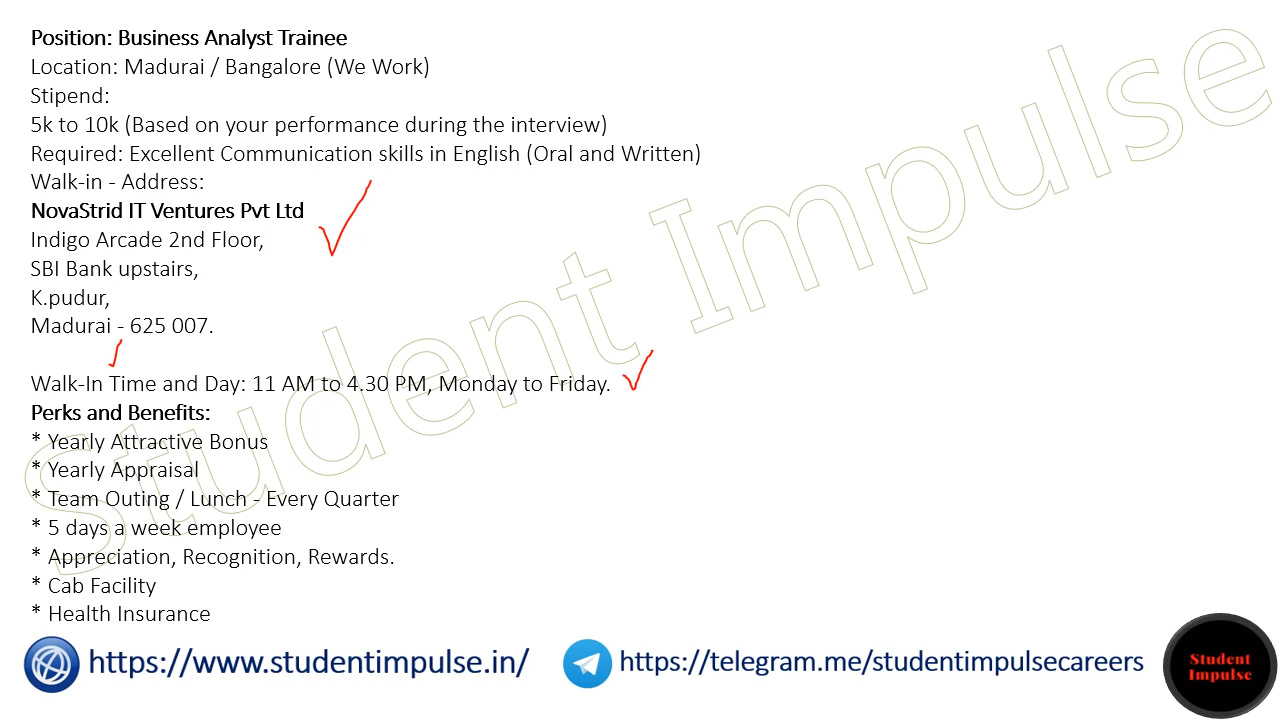 Position: Business Analyst Trainee
Location: Madurai / Bangalore (We Work)
Stipend:
5k to 10k (Based on your performance during the interview)
Required: Excellent Communication skills in English (Oral and Written)
Walk-in - Address:
NovaStrid IT Ventures Pvt Ltd
Indigo Arcade 2nd Floor,
SBI Bank upstairs,
K.pudur,
Madurai - 625 007.
Walk-In Time and Day: 11 AM to 4.30 PM, Monday to Friday.
Perks and Benefits:
* Yearly Attractive Bonus
* Yearly Appraisal
* Team Outing / Lunch - Every Quarter
* 5 days a week employee
* Appreciation, Recognition, Rewards.
* Cab Facility
* Health Insurance
Student Impulse
https://www.studentimpulse.in/
https://telegram.me/studentimpulsecareers
Student
Impulse